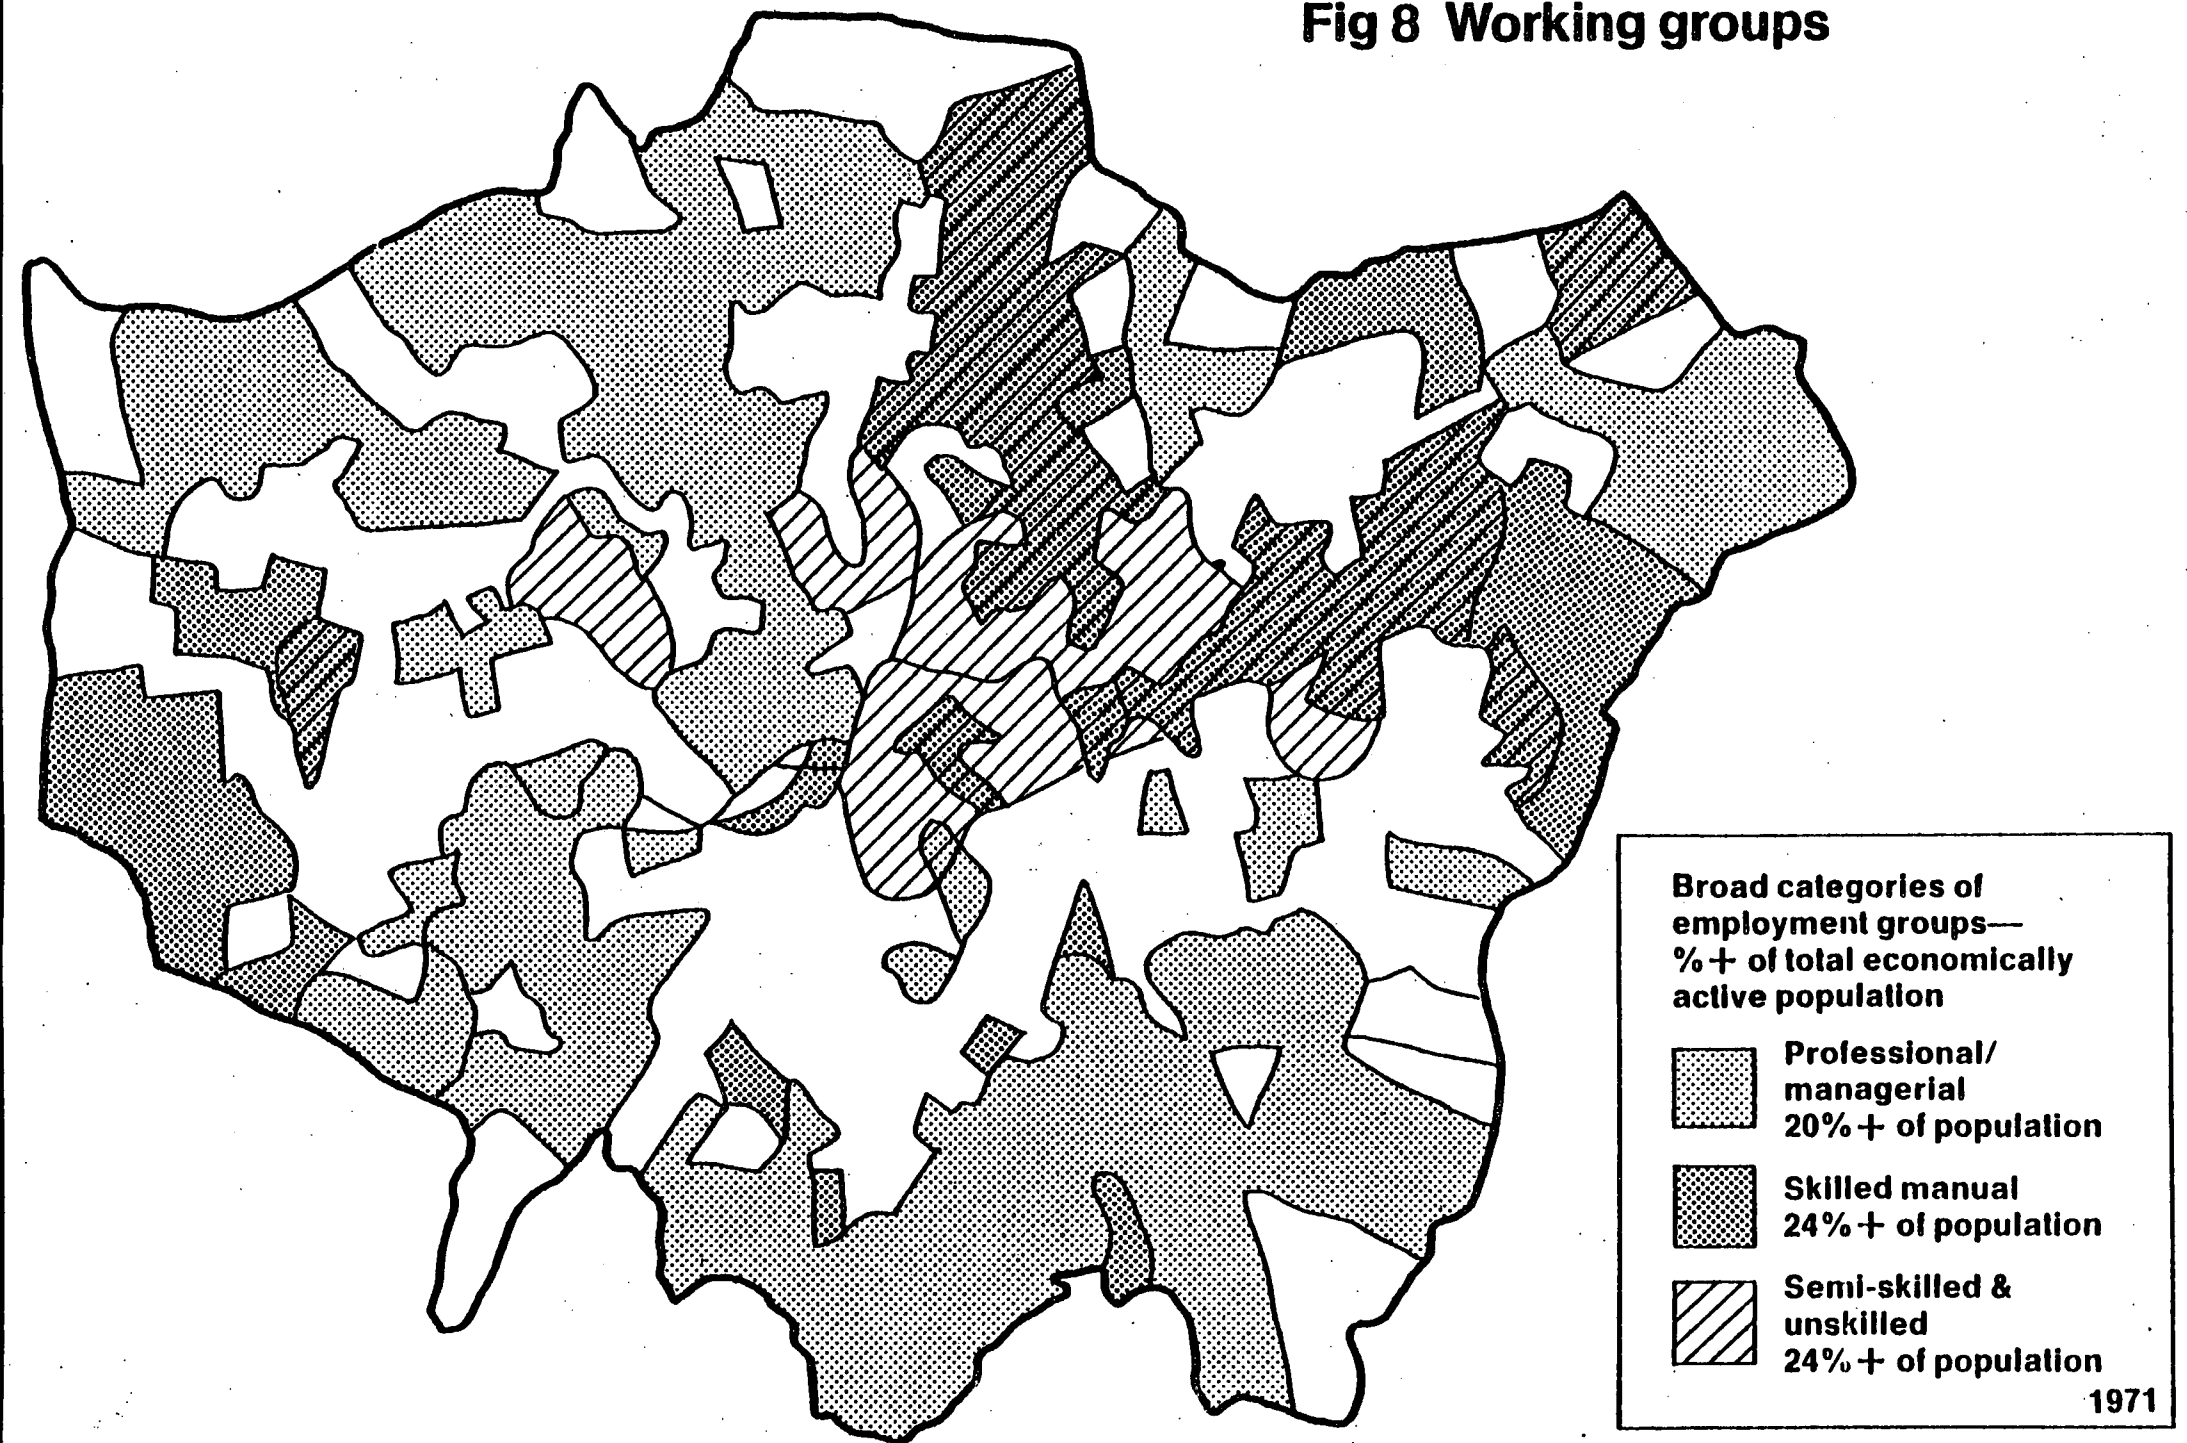 Fig 8 Working groups
Broad categories of
employment groups—
%+ of total economically
active population
Professional/
managerial
20%+ of population
Skilled manual
24%+ of population
Semi-skilled &
unskilled
24%+ of population
1971